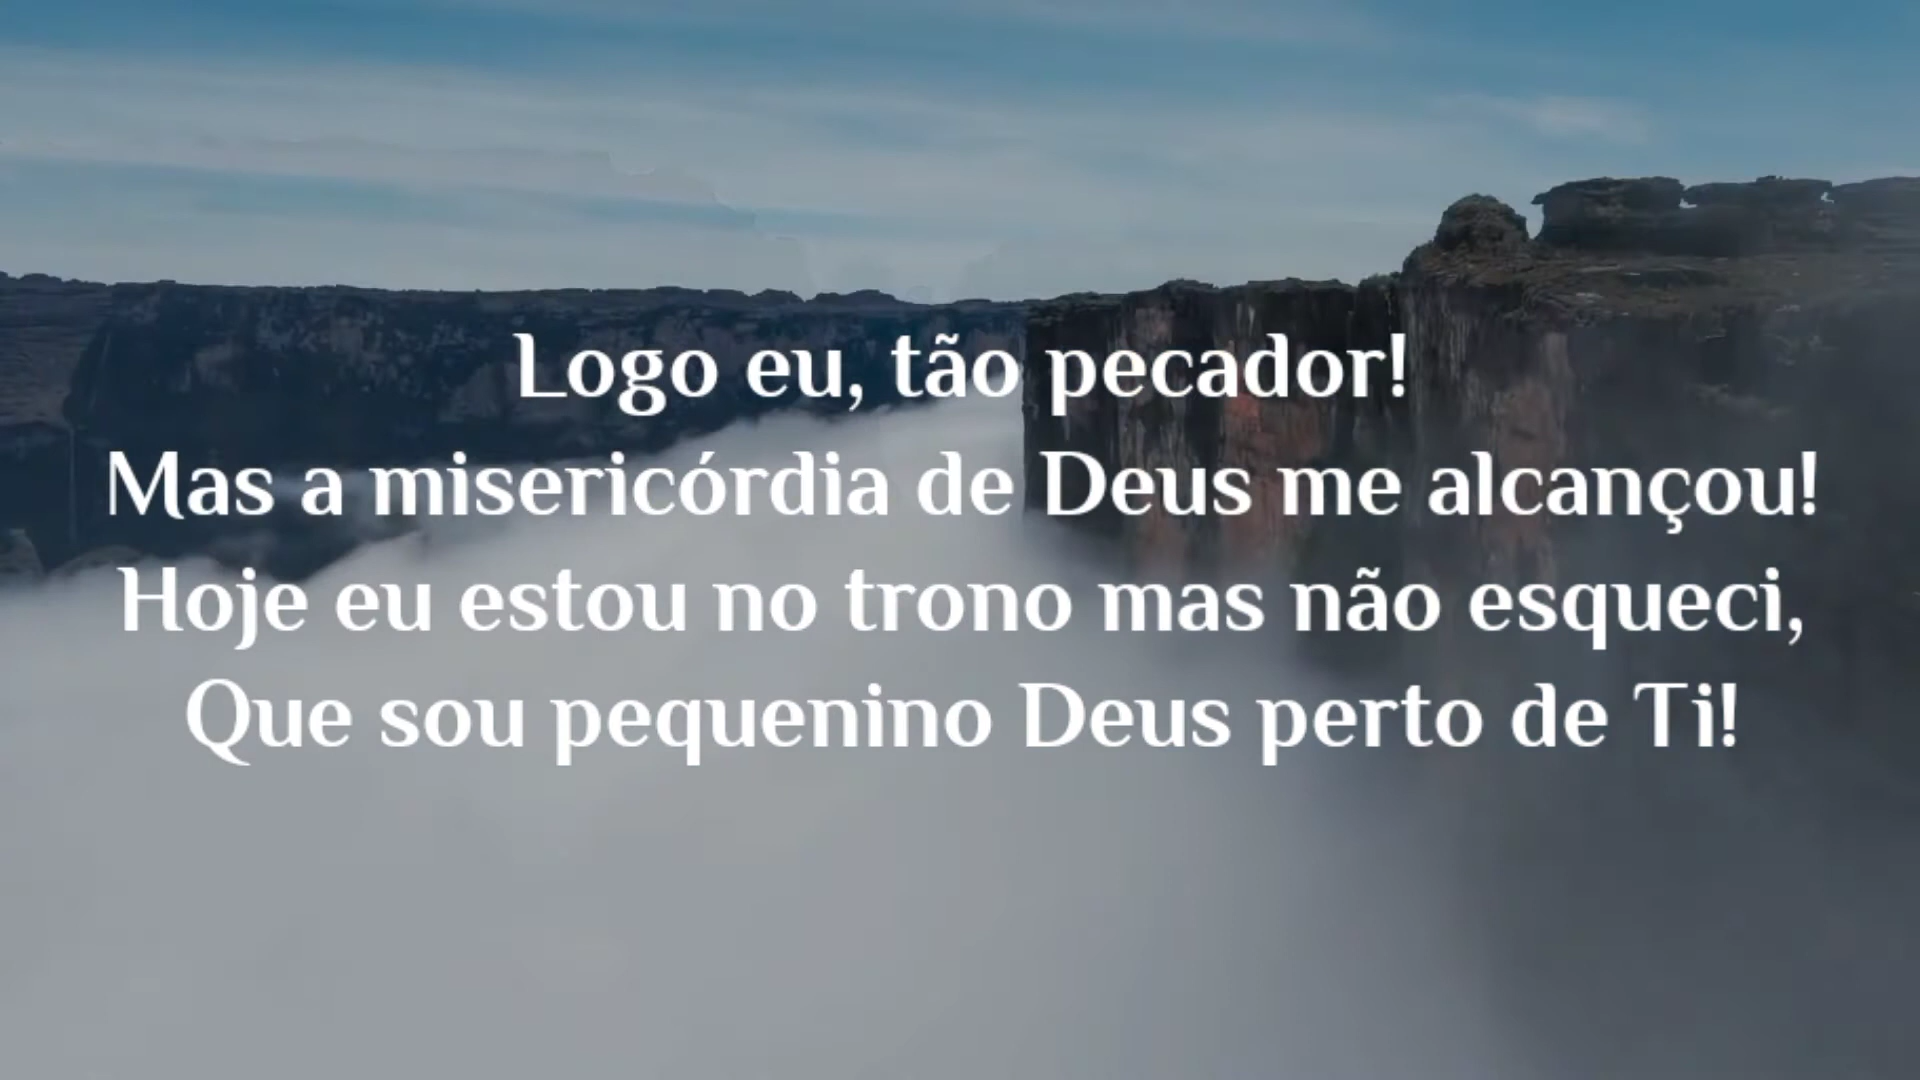 Logo eu, tão pecador!
Mas a misericórdia de Deus me alcançou!
Hoje eu estou no trono mas não esqueci,
Que sou pequenino Deus perto de Ti!